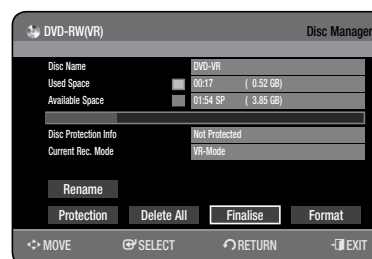 DVD-RW(VR) Disc Manager
Disc Name DVD-VR
Used Space 00:17 ( 0.52 GB)
Available Space 01:54 SP ( 3.85 GB)
Disc Protection Info Not Protected
Current Rec. Mode VR-Mode
Rename
Protection Delete All Finalise Format
MOVE SELECT RETURN EXIT